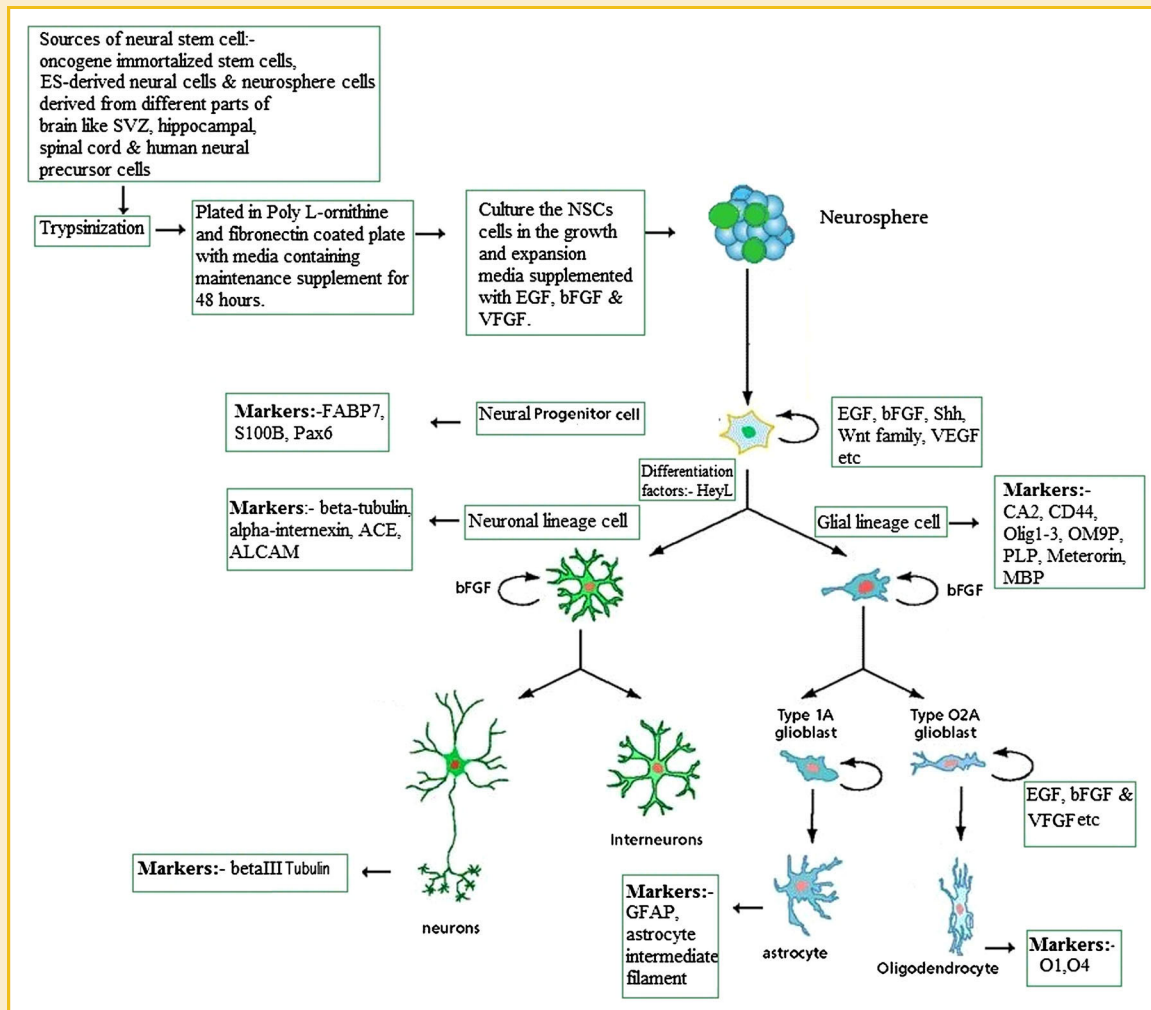 Sources of neural stem cell:-
oncogene immortalized stem cells,
ES-derived neural cells & neurosphere cells
derived from different parts of
brain like SVZ, hippocampal,
spinal cord & human neural
precursor cells
Trypsinization
Plated in Poly L-ornithine
and fibronectin coated plate
with media containing
maintenance supplement for
48 hours.
Culture the NSCs
cells in the growth
and expansion
media supplemented
with EGF, bFGF &
VFGF.
Neurosphere
Markers:-FABP7,
S100B, Pax6
Neural Progenitor cell
EGF, bFGF, Shh,
Wnt family, VEGF
etc
Differentiation
factors:- HeyL
Markers:- beta-tubulin,
alpha-internexin, ACE,
ALCAM
Neuronal lineage cell
Glial lineage cell
Markers:-
CA2, CD44,
Olig1-3, OM9P,
PLP, Meterorin,
MBP
bFGF
bFGF
Type 1A
glioblast
Type O2A
glioblast
EGF, bFGF &
VFGF etc
Interneurons
Markers:- betaIII Tubulin
neurons
Markers:-
GFAP,
astrocyte
intermediate
filament
astrocyte
Oligodendrocyte
Markers:-
O1,O4